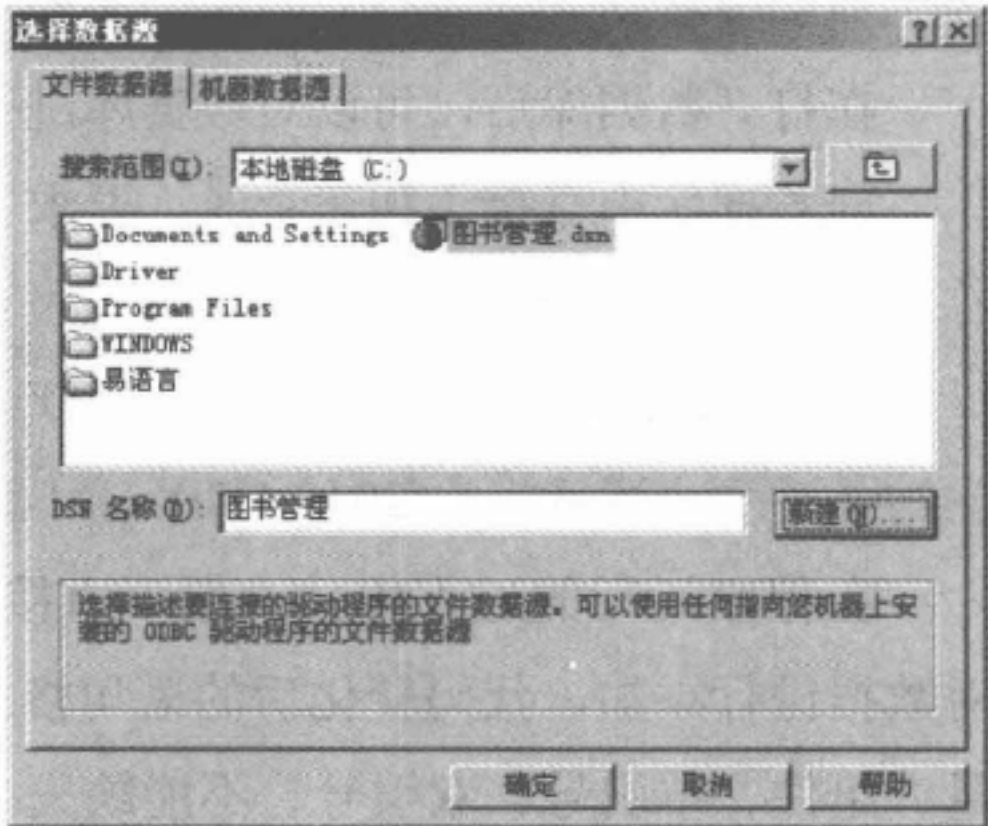 选择数据源
文件数据源 机器数据源
搜索范围(I): 本地磁盘 (C:)
Documents and Settings 图书管理.dsn
Driver
Program Files
WINDOWS
易语言
DSN 名称(D): 图书管理 新建(N)...
选择描述要连接的驱动程序的文件数据源。可以使用任何指向您机器上安
装的 ODBC 驱动程序的文件数据源
确定 取消 帮助